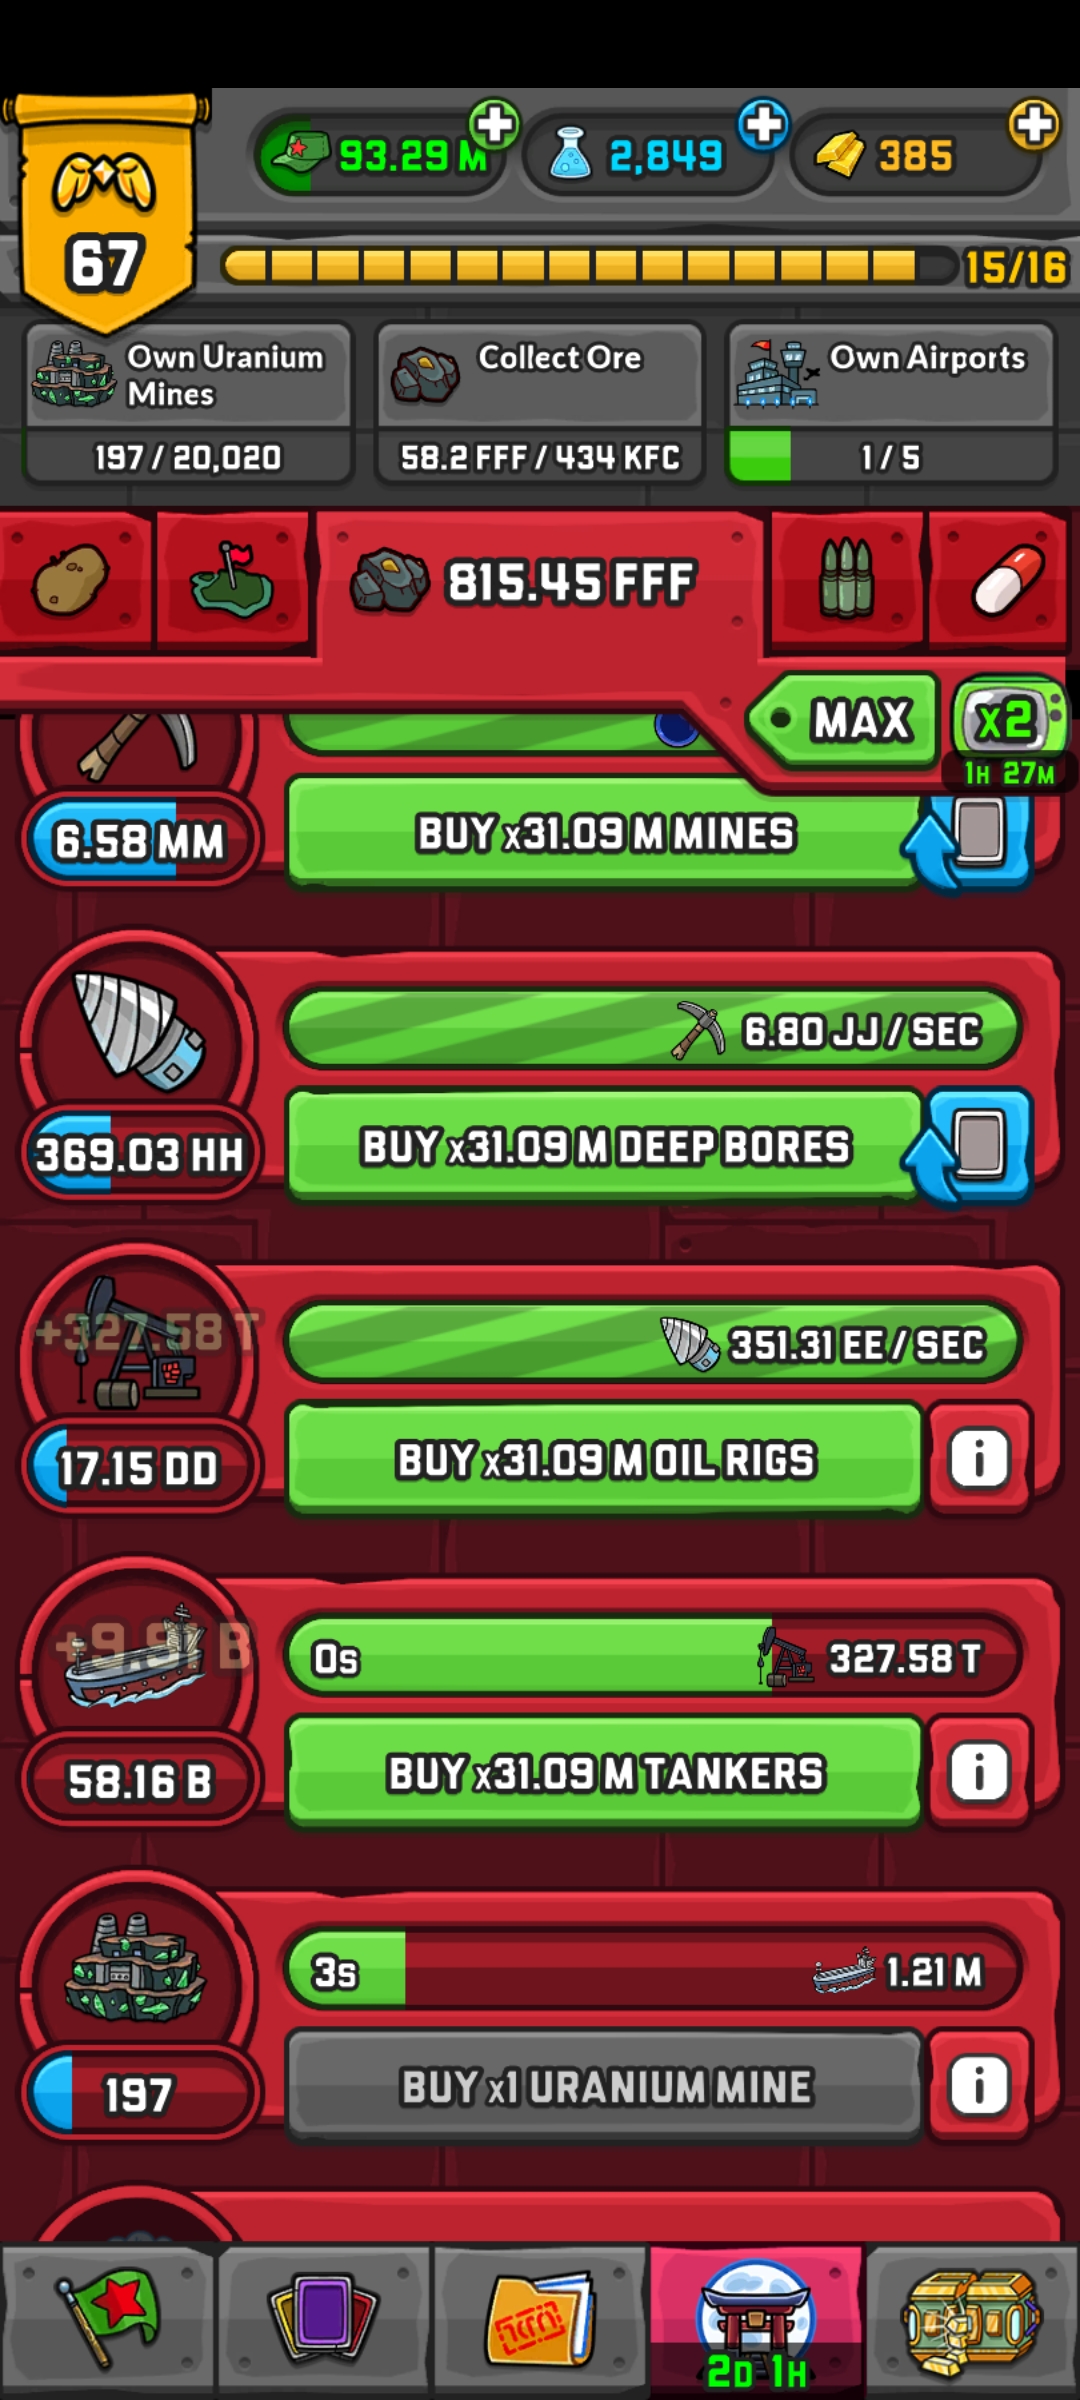 93.29 M
2,849
385
67
15/16
Own Uranium
Mines
197 / 20,020
Collect Ore
58.2 FFF / 434 KFC
Own Airports
1 / 5
815.45 FFF
MAX
X2
1H 27M
6.58 MM
BUY x31.09 M MINES
6.80 JJ / SEC
369.03 HH
BUY x31.09 M DEEP BORES
+327.58 T
351.31 EE / SEC
17.15 DD
BUY x31.09 M OIL RIGS
+9.91 B
0s
327.58 T
58.16 B
BUY x31.09 M TANKERS
3s
1.21 M
197
BUY x1 URANIUM MINE
2D 1H